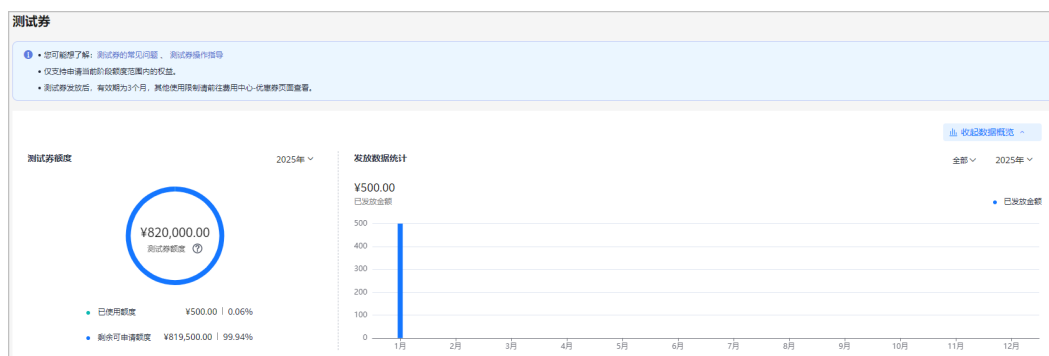 测试券
• 您可能想了解：测试券的常见问题 、 测试券操作指导
• 仅支持申请当前阶段额度范围内的权益。
• 测试券发放后，有效期为3个月，其他使用限制请前往费用中心-优惠券页面查看。
收起数据概览
测试券额度
2025年
发放数据统计
全部
2025年
¥500.00
已发放金额
已发放金额
¥820,000.00
测试券额度
500
400
300
200
100
0
1月 2月 3月 4月 5月 6月 7月 8月 9月 10月 11月 12月
已使用额度 ¥500.00 | 0.06%
剩余可申请额度 ¥819,500.00 | 99.94%